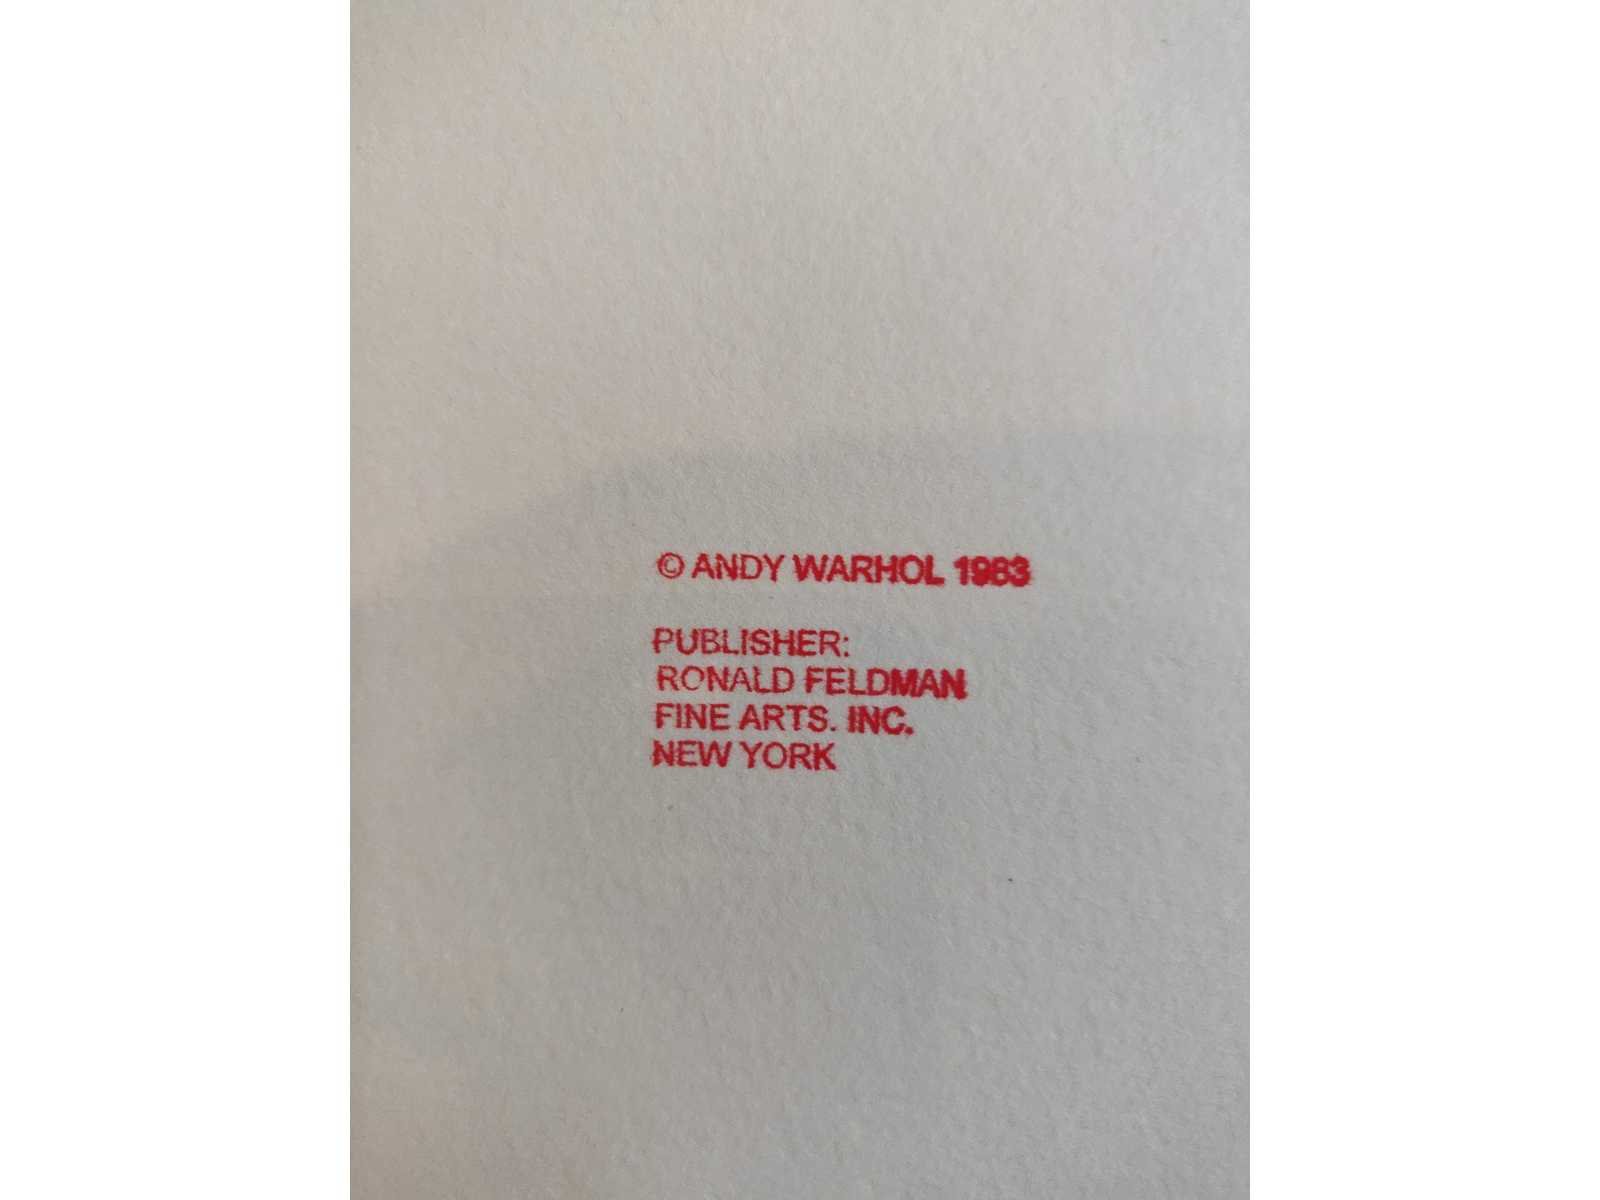 © ANDY WARHOL 1983
PUBLISHER:
RONALD FELDMAN
FINE ARTS. INC.
NEW YORK